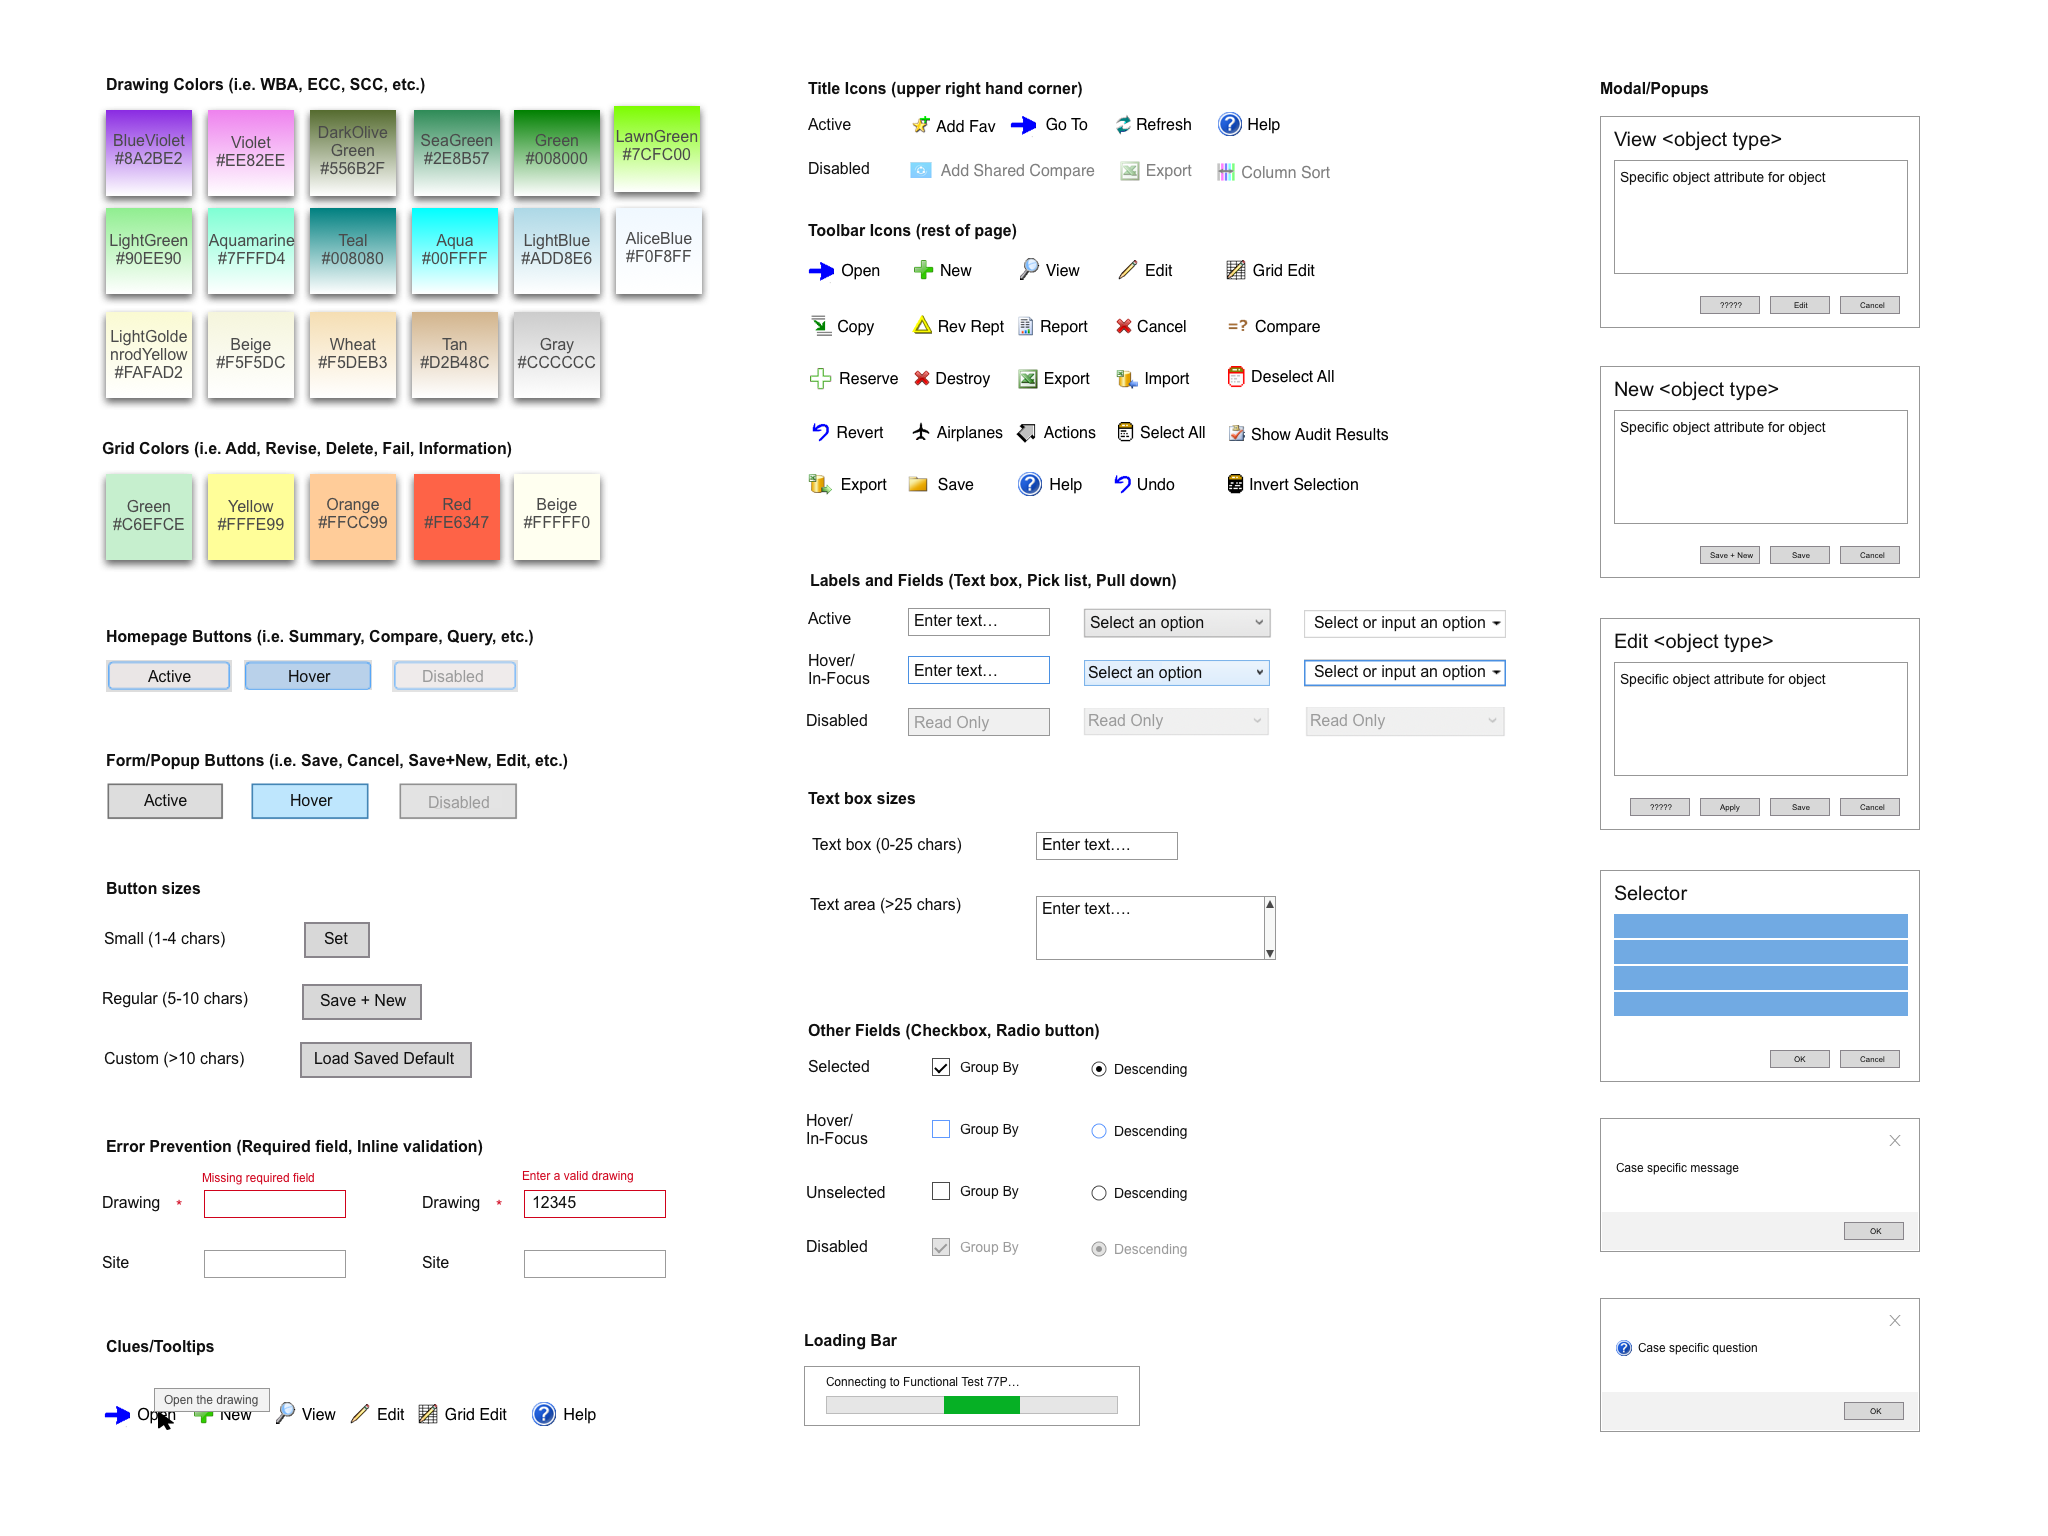 Drawing Colors (i.e. WBA, ECC, SCC, etc.)
BlueViolet
#8A2BE2
Violet
#EE82EE
DarkOlive
Green
#556B2F
SeaGreen
#2E8B57
Green
#008000
LawnGreen
#7CFC00
LightGreen
#90EE90
Aquamarine
#7FFFD4
Teal
#008080
Aqua
#00FFFF
LightBlue
#ADD8E6
AliceBlue
#F0F8FF
LightGolde
nrodYellow
#FAFAD2
Beige
#F5F5DC
Wheat
#F5DEB3
Tan
#D2B48C
Gray
#CCCCCC
Grid Colors (i.e. Add, Revise, Delete, Fail, Information)
Green
#C6EFCE
Yellow
#FFFE99
Orange
#FFCC99
Red
#FE6347
Beige
#FFFFF0
Homepage Buttons (i.e. Summary, Compare, Query, etc.)
Active Hover Disabled
Form/Popup Buttons (i.e. Save, Cancel, Save+New, Edit, etc.)
Active Hover Disabled
Button sizes
Small (1-4 chars) Set
Regular (5-10 chars) Save + New
Custom (>10 chars) Load Saved Default
Error Prevention (Required field, Inline validation)
Missing required field Enter a valid drawing
Drawing * Drawing * 12345
Site Site
Clues/Tooltips
Open the drawing
Open New View Edit Grid Edit ? Help
Title Icons (upper right hand corner)
Active Add Fav Go To Refresh ? Help
Disabled Add Shared Compare Export Column Sort
Toolbar Icons (rest of page)
Open New View Edit Grid Edit
Copy Rev Rept Report Cancel =? Compare
Reserve Destroy Export Import Deselect All
Revert Airplanes Actions Select All Show Audit Results
Export Save ? Help Undo Invert Selection
Labels and Fields (Text box, Pick list, Pull down)
Active Enter text... Select an option Select or input an option
Hover/
In-Focus Enter text... Select an option Select or input an option
Disabled Read Only Read Only Read Only
Text box sizes
Text box (0-25 chars) Enter text....
Text area (>25 chars) Enter text....
Other Fields (Checkbox, Radio button)
Selected Group By Descending
Hover/
In-Focus Group By Descending
Unselected Group By Descending
Disabled Group By Descending
Loading Bar
Connecting to Functional Test 77P...
Modal/Popups
View <object type>
Specific object attribute for object
????? Edit Cancel
New <object type>
Specific object attribute for object
Save + New Save Cancel
Edit <object type>
Specific object attribute for object
????? Apply Save Cancel
Selector
OK Cancel
Case specific message
OK
? Case specific question
OK